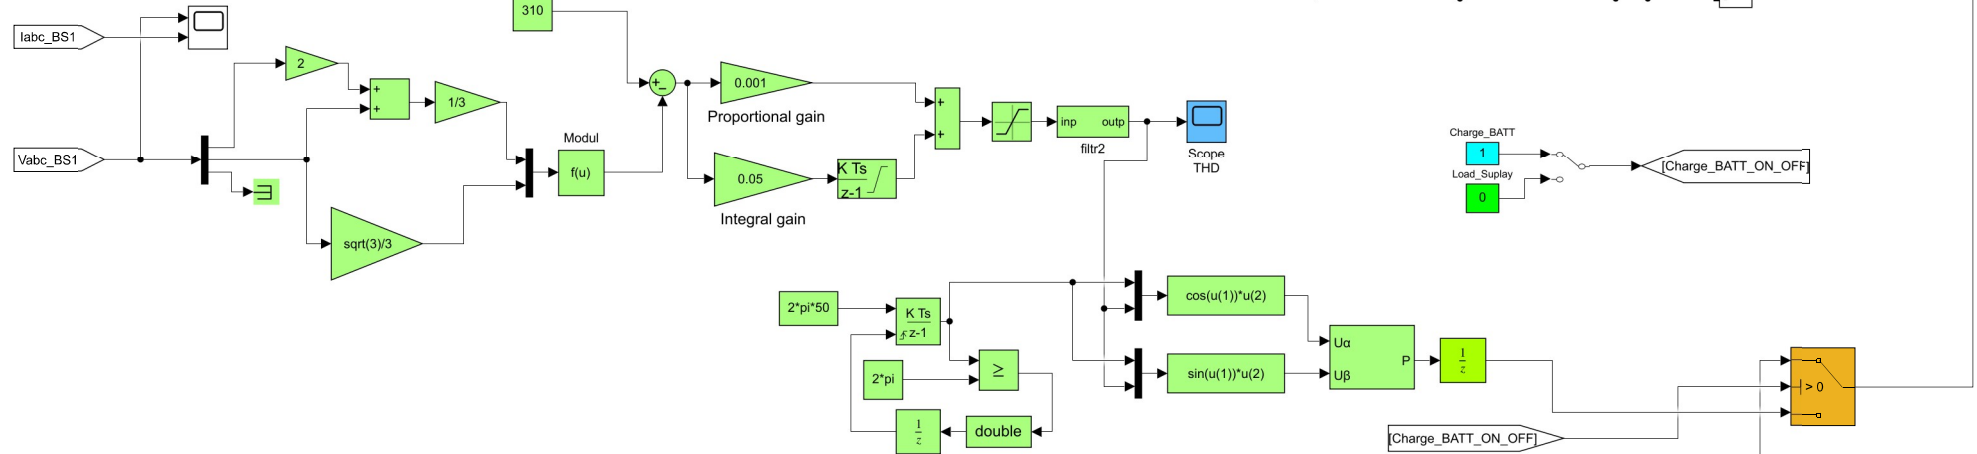 310
Iabc_BS1
2
+
+
1/3
+
−
0.001
Proportional gain
+
+
inp outp
filtr2
Scope
THD
Charge_BATT
1
[Charge_BATT_ON_OFF]
Load_Suplay
0
Modul
f(u)
Vabc_BS1
0.05
K Ts
z-1
Integral gain
sqrt(3)/3
2*pi*50
K Ts
z-1
cos(u(1))*u(2)
Uα
Uβ
P
1
z
≥
2*pi
sin(u(1))*u(2)
> 0
1
z
double
[Charge_BATT_ON_OFF]